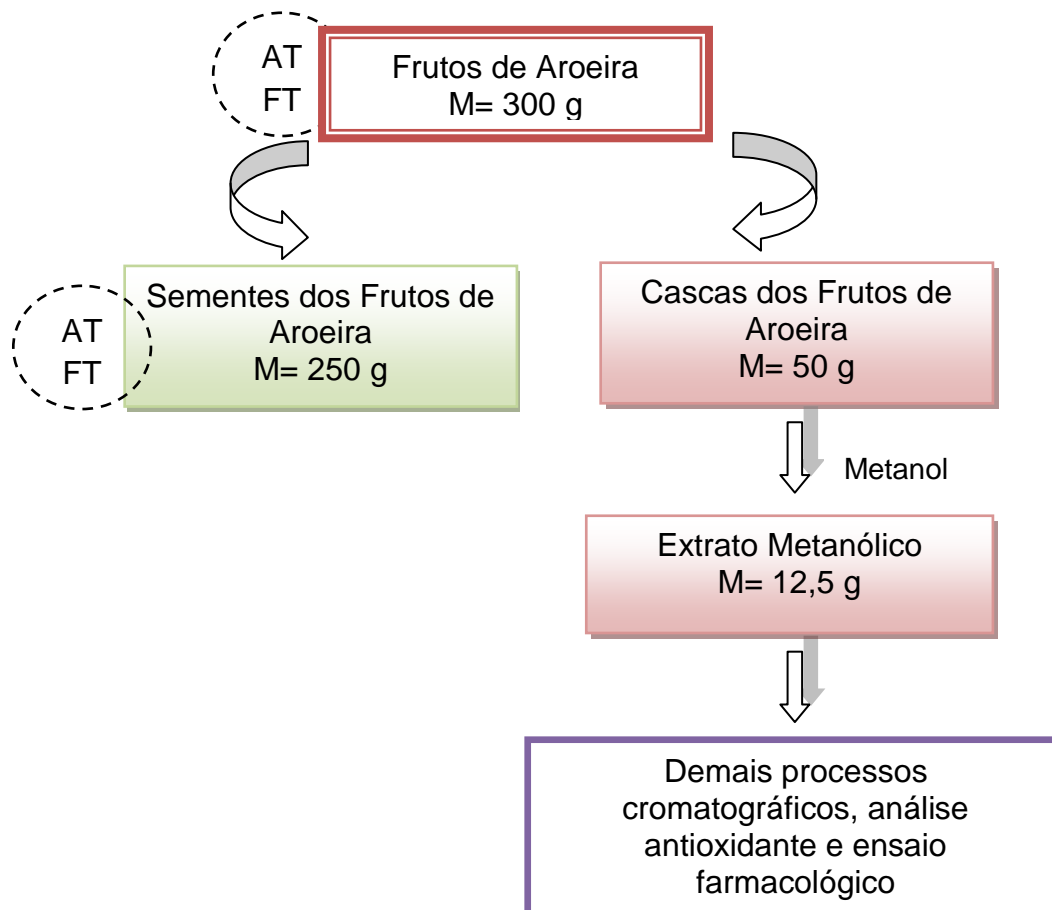 AT
FT
Frutos de Aroeira
M= 300 g
Sementes dos Frutos de
Aroeira
M= 250 g
AT
FT
Cascas dos Frutos de
Aroeira
M= 50 g
Metanol
Extrato Metanólico
M= 12,5 g
Demais processos
cromatográficos, análise
antioxidante e ensaio
farmacológico